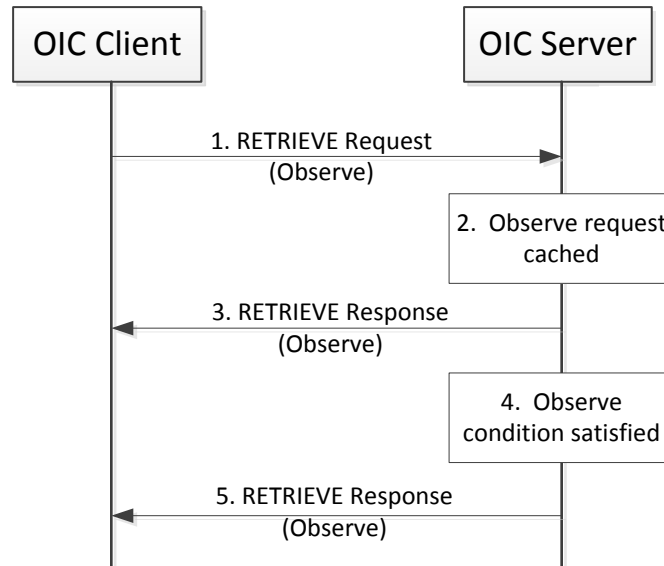 OIC Client
OIC Server
1. RETRIEVE Request
(Observe)
2. Observe request
cached
3. RETRIEVE Response
(Observe)
4. Observe
condition satisfied
5. RETRIEVE Response
(Observe)